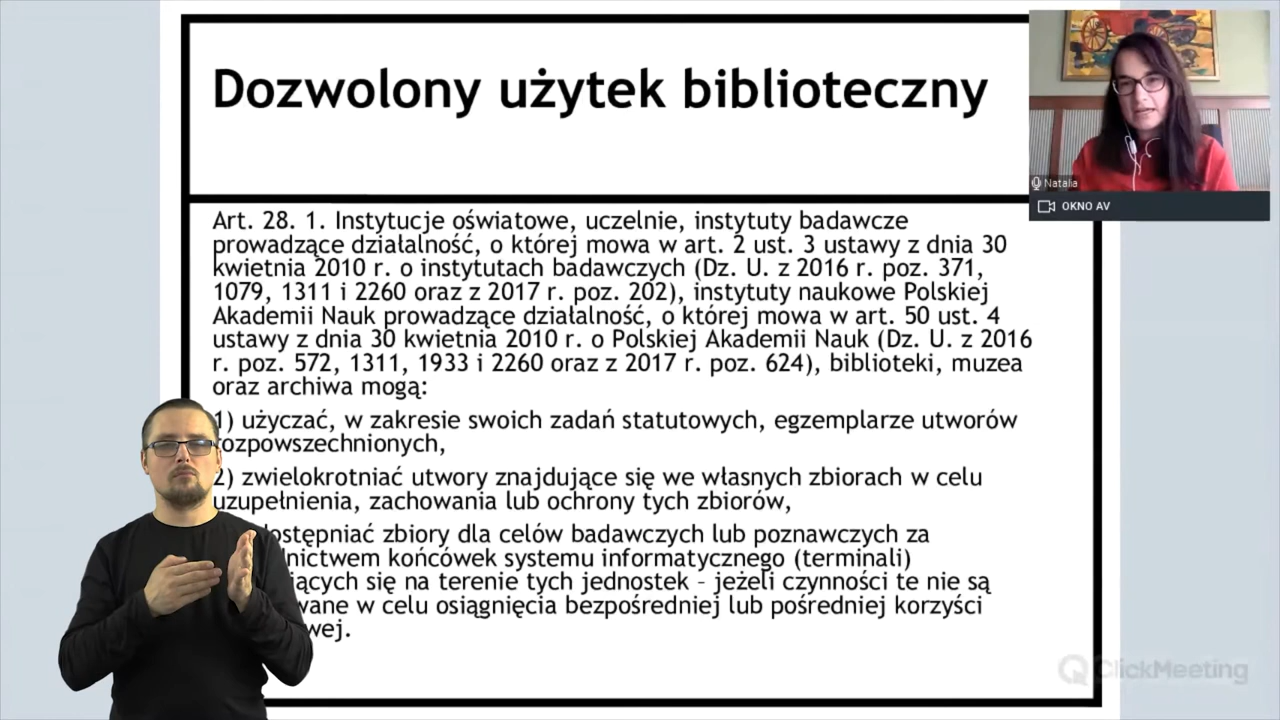 Dozwolony użytek biblioteczny
Art. 28. 1. Instytucje oświatowe, uczelnie, instytuty badawcze
prowadzące działalność, o której mowa w art. 2 ust. 3 ustawy z dnia 30
kwietnia 2010 r. o instytutach badawczych (Dz. U. z 2016 r. poz. 371,
1079, 1311 i 2260 oraz z 2017 r. poz. 202), instytuty naukowe Polskiej
Akademii Nauk prowadzące działalność, o której mowa w art. 50 ust. 4
ustawy z dnia 30 kwietnia 2010 r. o Polskiej Akademii Nauk (Dz. U. z 2016
r. poz. 572, 1311, 1933 i 2260 oraz z 2017 r. poz. 624), biblioteki, muzea
oraz archiwa mogą:
1) użyczać, w zakresie swoich zadań statutowych, egzemplarze utworów
rozpowszechnionych,
2) zwielokrotniać utwory znajdujące się we własnych zbiorach w celu
uzupełnienia, zachowania lub ochrony tych zbiorów,
zbiory dla celów badawczych lub poznawczych za
końcówek systemu informatycznego (terminali)
się na terenie tych jednostek – jeżeli czynności te nie są
w celu osiągnięcia bezpośredniej lub pośredniej korzyści
Natalia
OKNO AV
ClickMeeting